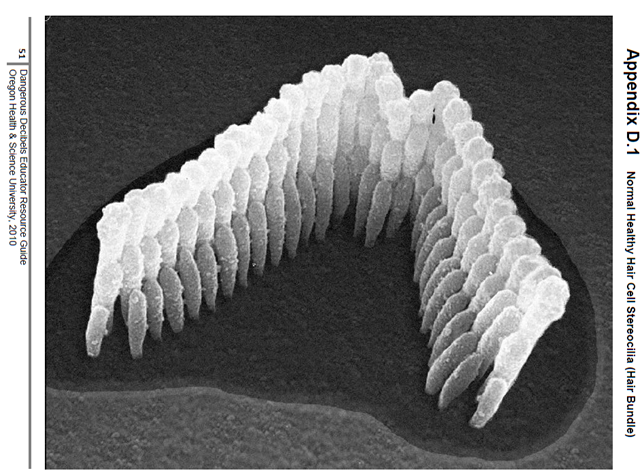 Appendix D.1 Normal Healthy Hair Cell Stereocilia (Hair Bundle)
51 Dangerous Decibels Educator Resource Guide
Oregon Health & Science University, 2010